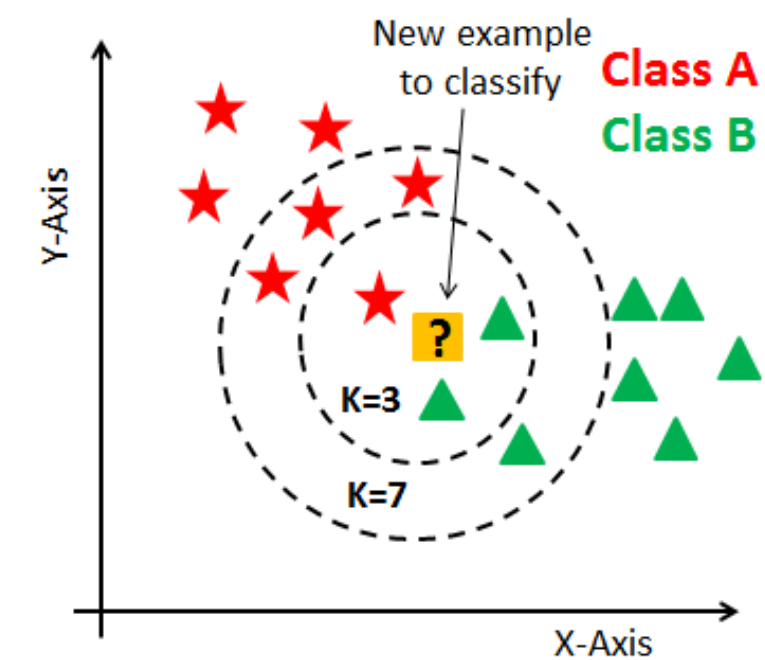 New example
to classify
Class A
Class B
Y-Axis
?
K=3
K=7
X-Axis